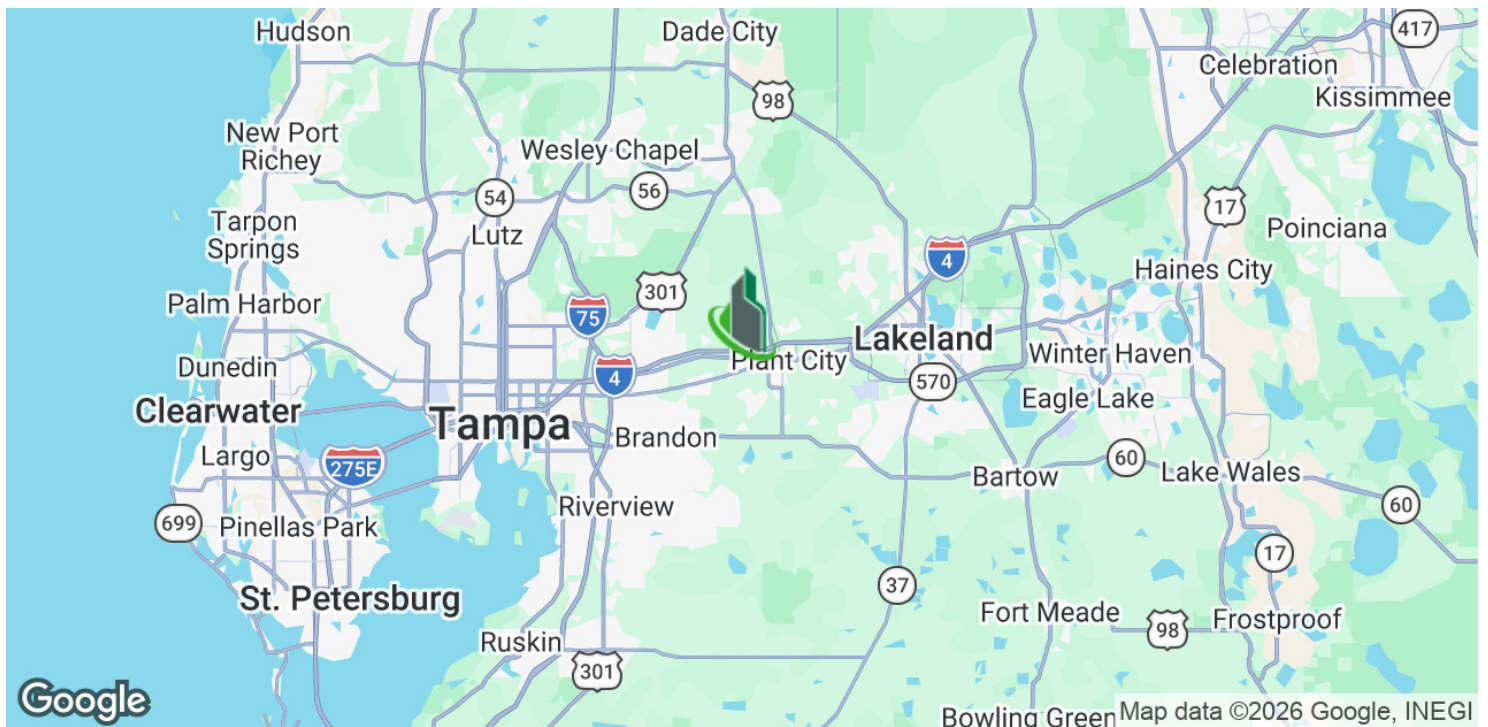 Hudson
Dade City
417
Celebration
98
Kissimmee
New Port
Richey
Wesley Chapel
54
56
17
Tarpon
Springs
Lutz
Poinciana
4
Haines City
301
Palm Harbor
75
Lakeland
Plant City
Winter Haven
Dunedin
4
570
Eagle Lake
Clearwater
Tampa
Brandon
Largo
275E
60
Bartow
Lake Wales
Riverview
60
699
Pinellas Park
17
37
St. Petersburg
Fort Meade
Frostproof
98
Ruskin
301
Google
Bowling Green
Map data ©2026 Google, INEGI